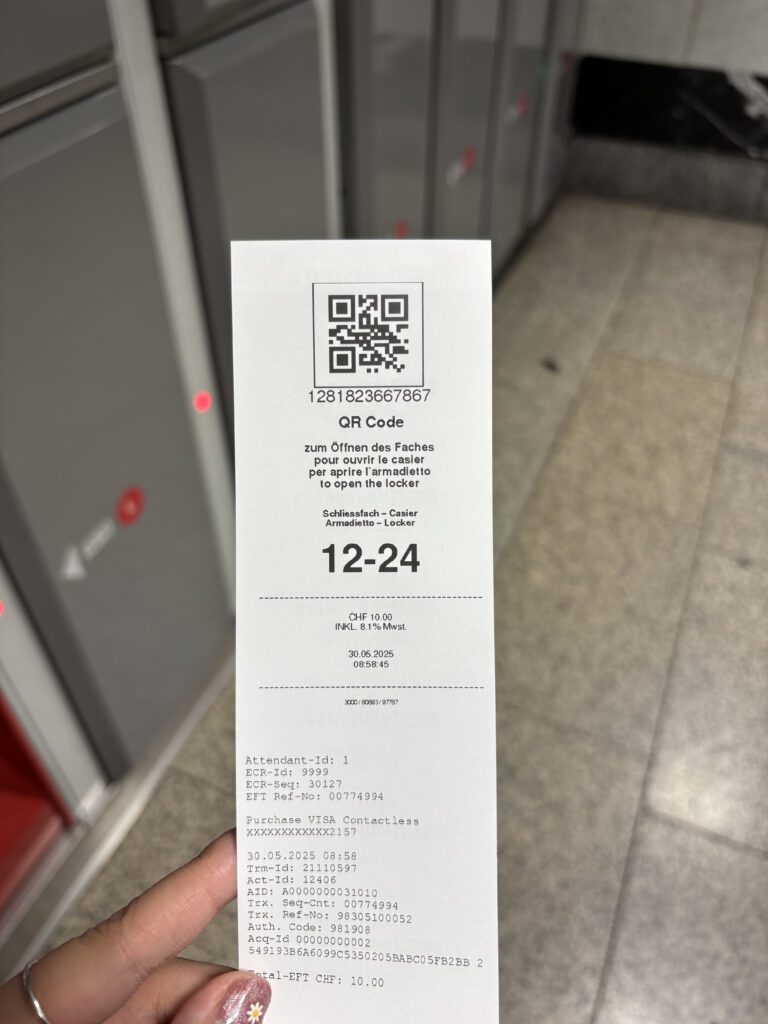 1281823667867
QR Code
zum Öffnen des Faches
pour ouvrir le casier
per aprire l'armadietto
to open the locker
Schliessfach – Casier
Armadietto – Locker
12-24
CHF 10.00
INKL. 8.1% Mwst.
30.05.2025
08:58:45
3000 / 80893 / 97787
Attendant-Id: 1
ECR-Id: 9999
ECR-Seq: 30127
EFT Ref-No: 00774994
Purchase VISA Contactless
XXXXXXXXXXXX2157
30.05.2025 08:58
Trm-Id: 21110597
Act-Id: 12406
AID: A0000000031010
Trx. Seq-Cnt: 00774994
Trx. Ref-No: 98305100052
Auth. Code: 981908
Acq-Id 00000000002
549193B6A6099C5350205BABC05FB2BB 2
Total-EFT CHF: 10.00